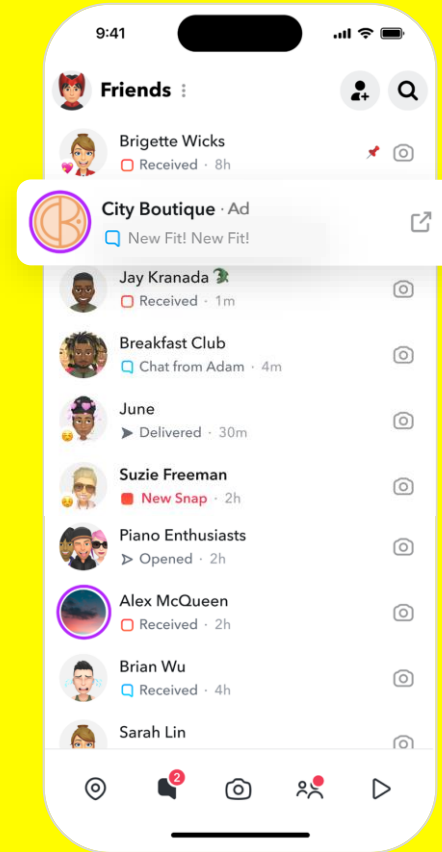 9:41
Friends
Brigette Wicks
Received · 8h
City Boutique · Ad
New Fit! New Fit!
Jay Kranada
Received · 1m
Breakfast Club
Chat from Adam · 4m
June
Delivered · 30m
Suzie Freeman
New Snap · 2h
Piano Enthusiasts
Opened · 2h
Alex McQueen
Received · 2h
Brian Wu
Received · 4h
Sarah Lin
2